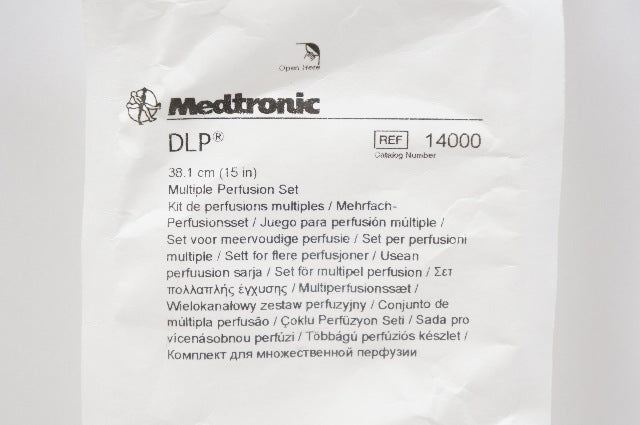 Open Here
Medtronic
DLP®
REF 14000
Catalog Number
38.1 cm (15 in)
Multiple Perfusion Set
Kit de perfusions multiples / Mehrfach-
Perfusionsset / Juego para perfusión múltiple /
Set voor meervoudige perfusie / Set per perfusioni
multiple / Sett for flere perfusjoner / Usean
perfuusion sarja / Set för multipel perfusion / Σετ
πολλαπλής έγχυσης / Multiperfusionssæt /
Wielokanałowy zestaw perfuzyjny / Conjunto de
múltipla perfusão / Çoklu Perfüzyon Seti / Sada pro
vícenásobnou perfúzi / Többágú perfúziós készlet /
Комплект для множественной перфузии